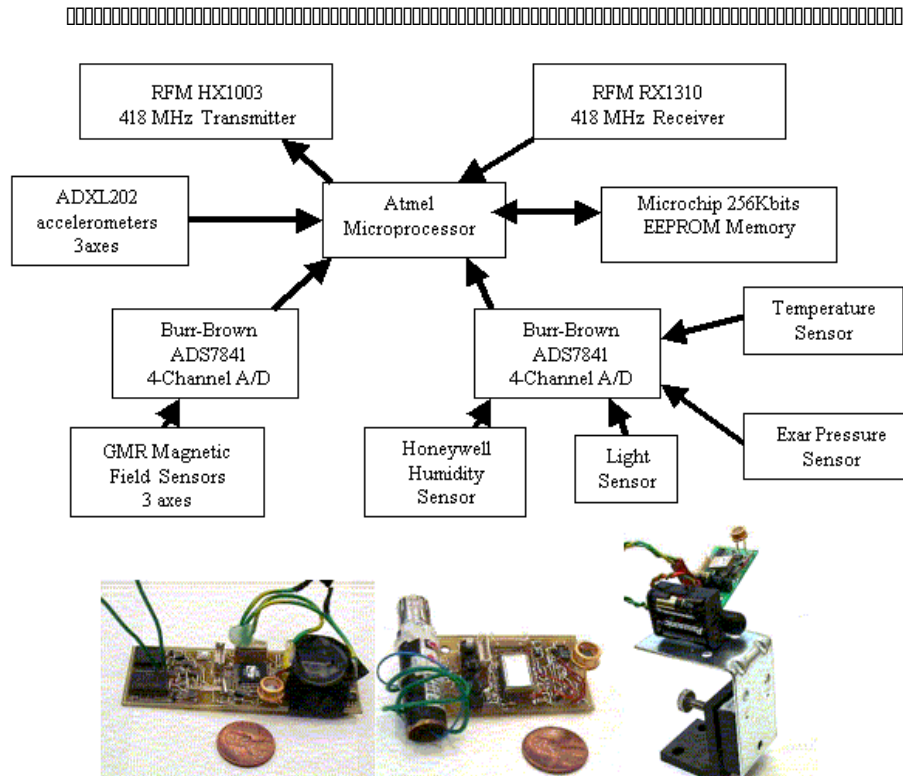 RFM HX1003
418 MHz Transmitter
RFM RX1310
418 MHz Receiver
ADXL202
accelerometers
3axes
Atmel
Microprocessor
Microchip 256Kbits
EEPROM Memory
Burr-Brown
ADS7841
4-Channel A/D
Burr-Brown
ADS7841
4-Channel A/D
Temperature
Sensor
GMR Magnetic
Field Sensors
3 axes
Honeywell
Humidity
Sensor
Light
Sensor
Exar Pressure
Sensor